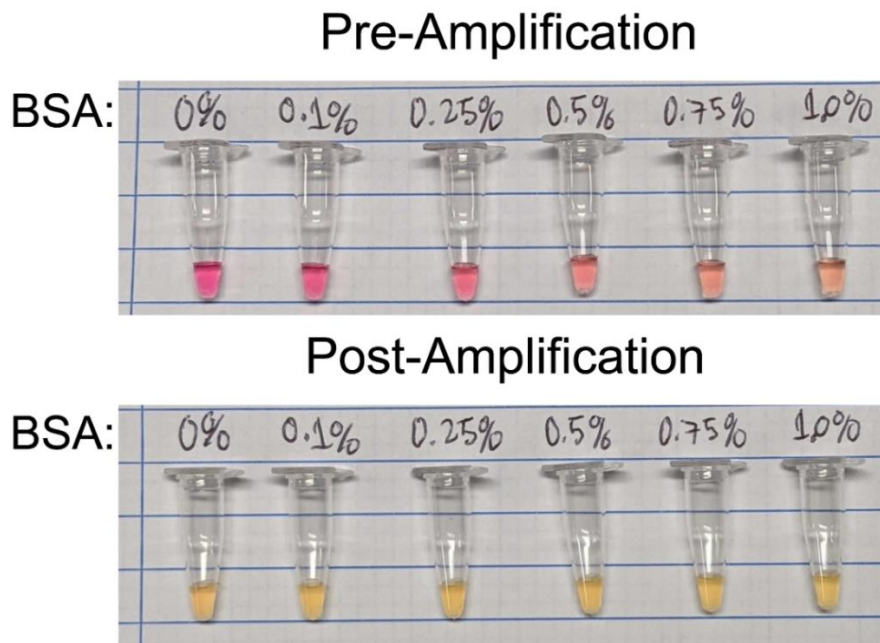 Pre-Amplification
BSA: 0% 0.1% 0.25% 0.5% 0.75% 1.0%
Post-Amplification
BSA: 0% 0.1% 0.25% 0.5% 0.75% 1.0%